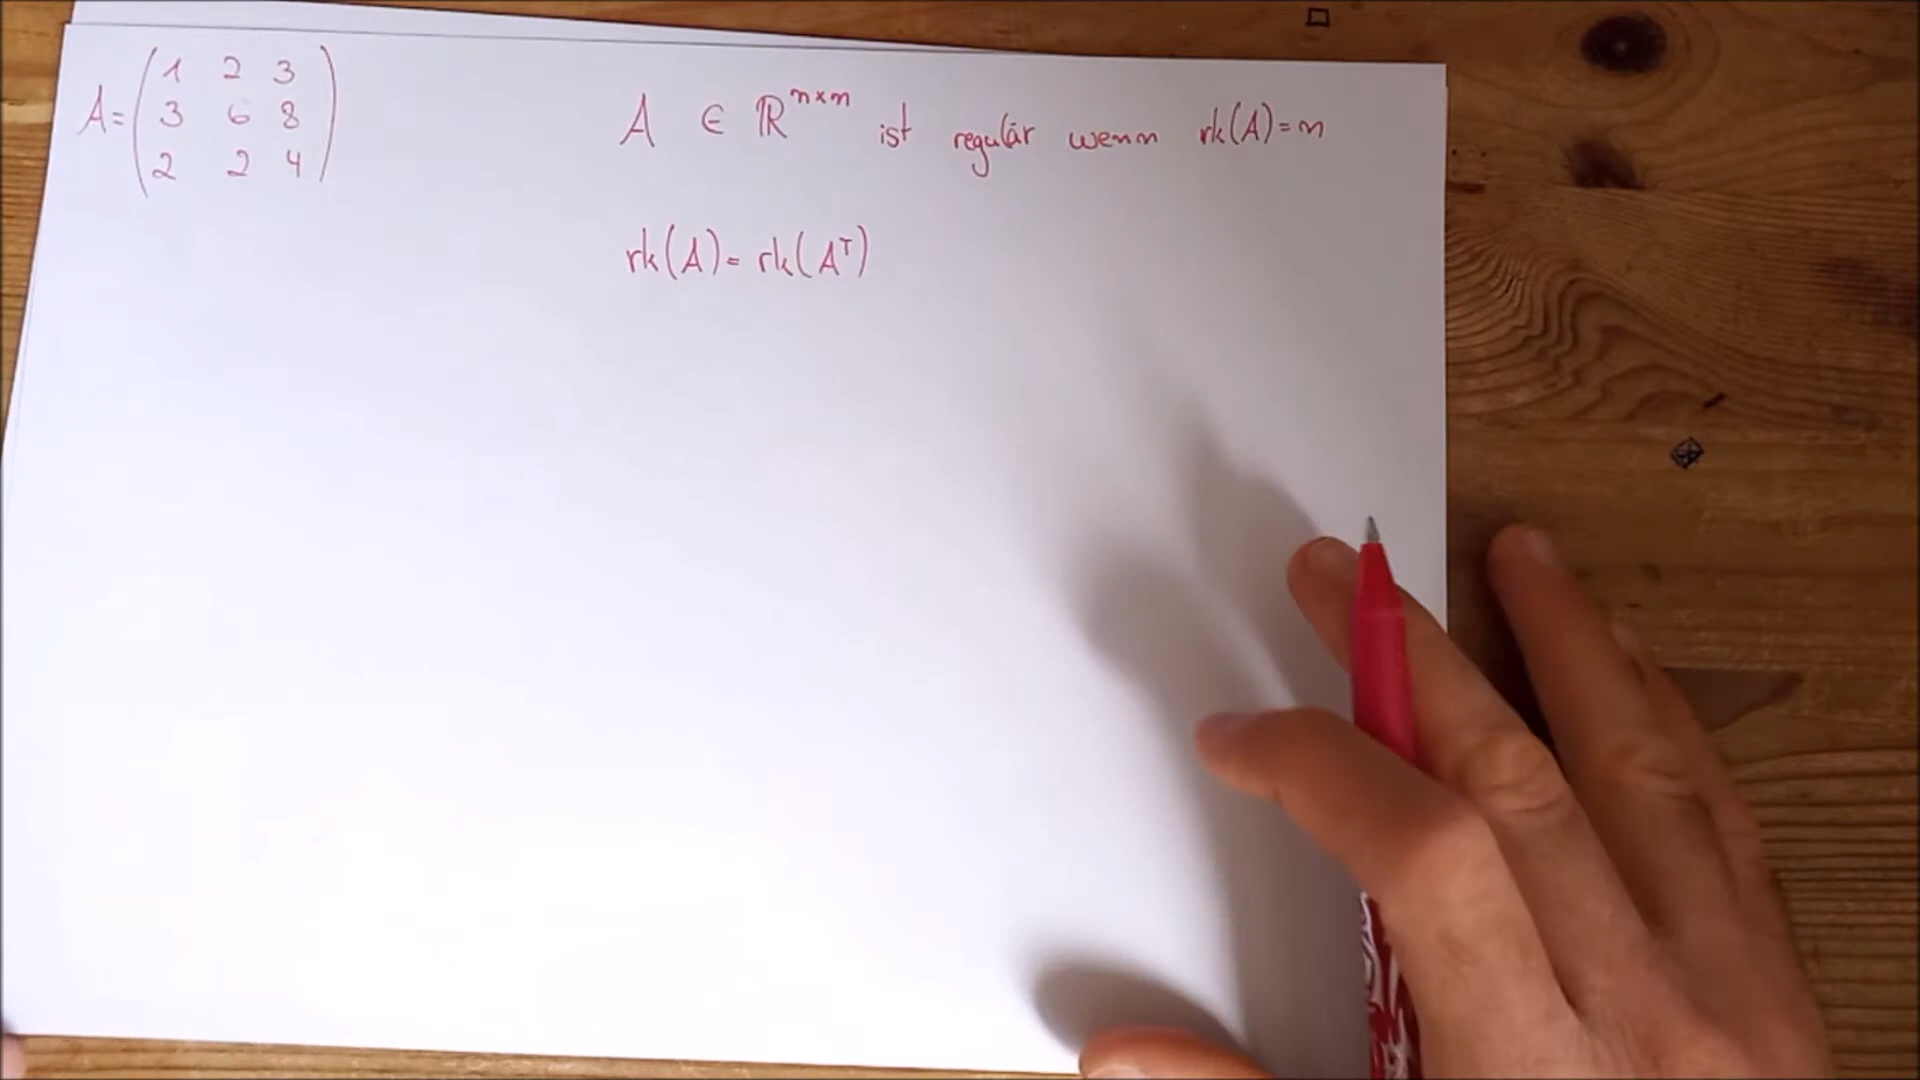 A = ( 1 2 3
3 6 8
2 2 4 )
A ∈ ℝ^{n×n} ist regulär wenn rk(A)=n
rk(A) = rk(A^T)